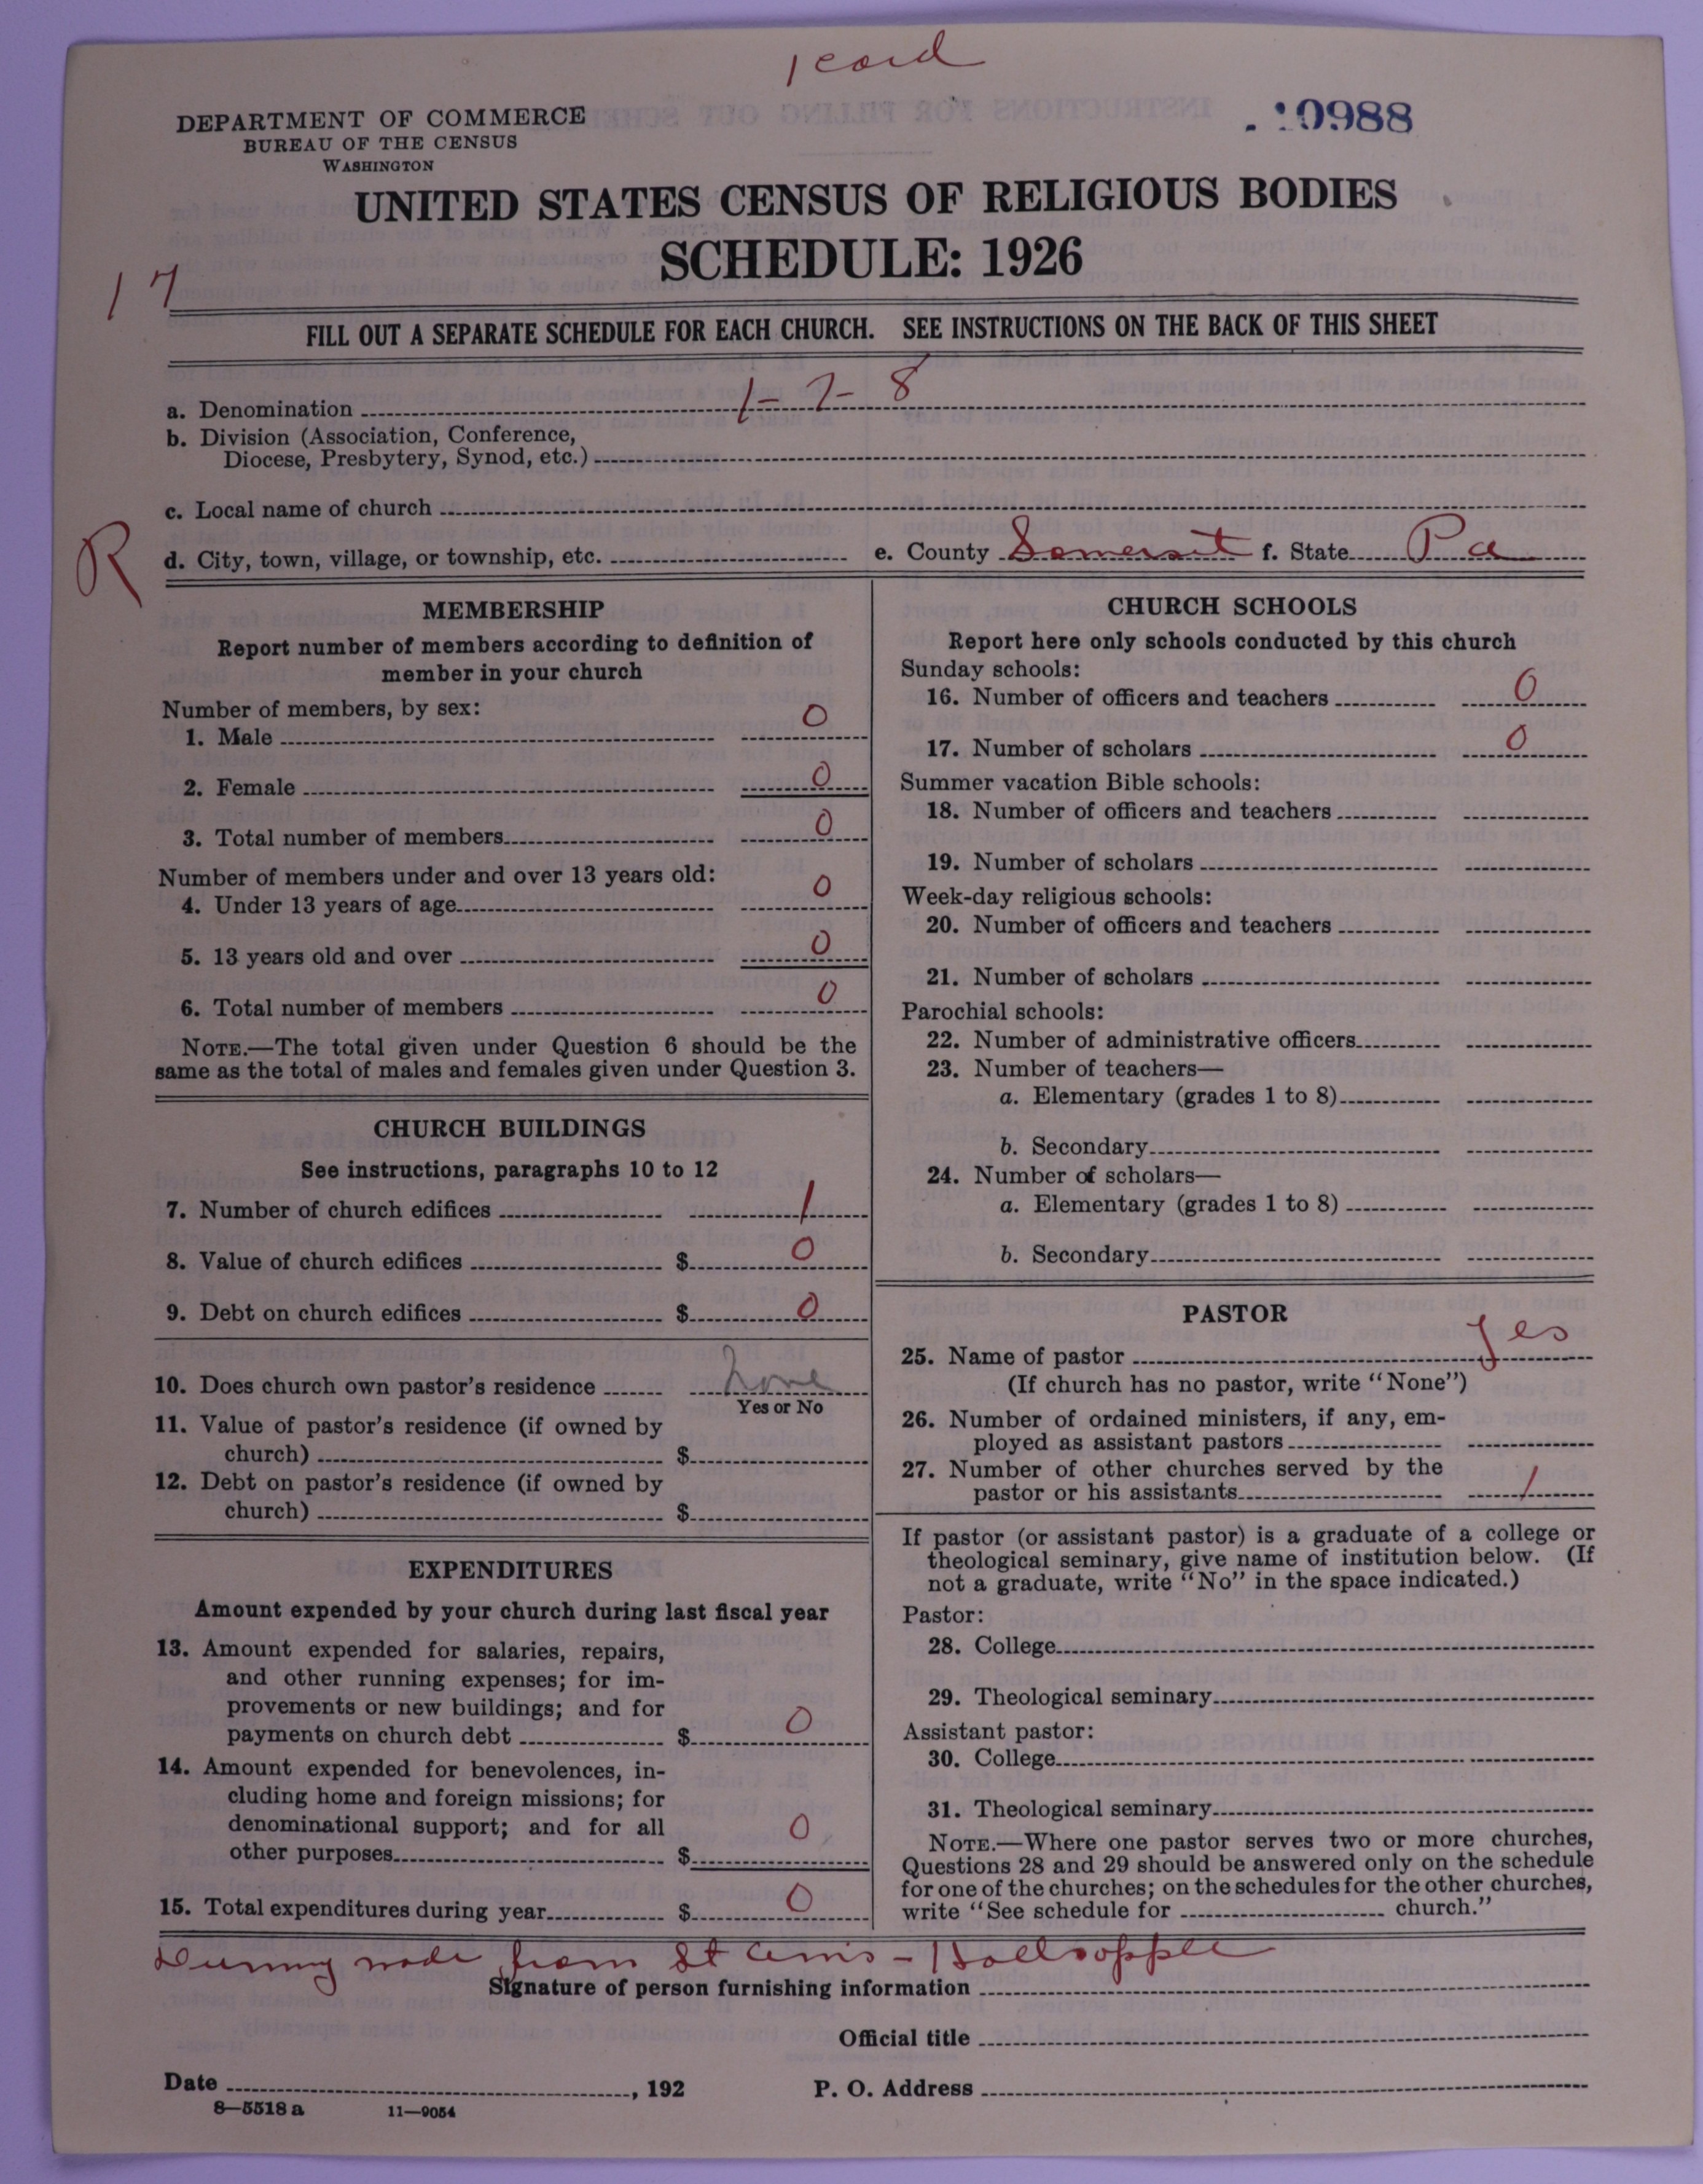 1 card
DEPARTMENT OF COMMERCE
BUREAU OF THE CENSUS
WASHINGTON
0988
UNITED STATES CENSUS OF RELIGIOUS BODIES
SCHEDULE: 1926
17
FILL OUT A SEPARATE SCHEDULE FOR EACH CHURCH. SEE INSTRUCTIONS ON THE BACK OF THIS SHEET
a. Denomination 1-2-8
b. Division (Association, Conference,
Diocese, Presbytery, Synod, etc.)
c. Local name of church
R
d. City, town, village, or township, etc. e. County Somerset f. State Pa
MEMBERSHIP
Report number of members according to definition of
member in your church
Number of members, by sex:
1. Male 0
2. Female 0
3. Total number of members 0
Number of members under and over 13 years old:
4. Under 13 years of age 0
5. 13 years old and over 0
6. Total number of members 0
NOTE.—The total given under Question 6 should be the
same as the total of males and females given under Question 3.
CHURCH BUILDINGS
See instructions, paragraphs 10 to 12
7. Number of church edifices 1
8. Value of church edifices $ 0
9. Debt on church edifices $ 0
10. Does church own pastor's residence None
Yes or No
11. Value of pastor's residence (if owned by
church) $
12. Debt on pastor's residence (if owned by
church) $
EXPENDITURES
Amount expended by your church during last fiscal year
13. Amount expended for salaries, repairs,
and other running expenses; for im-
provements or new buildings; and for
payments on church debt $ 0
14. Amount expended for benevolences, in-
cluding home and foreign missions; for
denominational support; and for all
other purposes $ 0
15. Total expenditures during year $ 0
CHURCH SCHOOLS
Report here only schools conducted by this church
Sunday schools:
16. Number of officers and teachers 0
17. Number of scholars 0
Summer vacation Bible schools:
18. Number of officers and teachers
19. Number of scholars
Week-day religious schools:
20. Number of officers and teachers
21. Number of scholars
Parochial schools:
22. Number of administrative officers
23. Number of teachers—
a. Elementary (grades 1 to 8)
b. Secondary
24. Number of scholars—
a. Elementary (grades 1 to 8)
b. Secondary
PASTOR
25. Name of pastor Yes
(If church has no pastor, write "None")
26. Number of ordained ministers, if any, em-
ployed as assistant pastors
27. Number of other churches served by the
pastor or his assistants 1
If pastor (or assistant pastor) is a graduate of a college or
theological seminary, give name of institution below. (If
not a graduate, write "No" in the space indicated.)
Pastor:
28. College
29. Theological seminary
Assistant pastor:
30. College
31. Theological seminary
NOTE.—Where one pastor serves two or more churches,
Questions 28 and 29 should be answered only on the schedule
for one of the churches; on the schedules for the other churches,
write "See schedule for church."
Dummy made from St Anns - Hollsopple
Signature of person furnishing information
Official title
Date , 192 P. O. Address
8—5518 a 11—9054